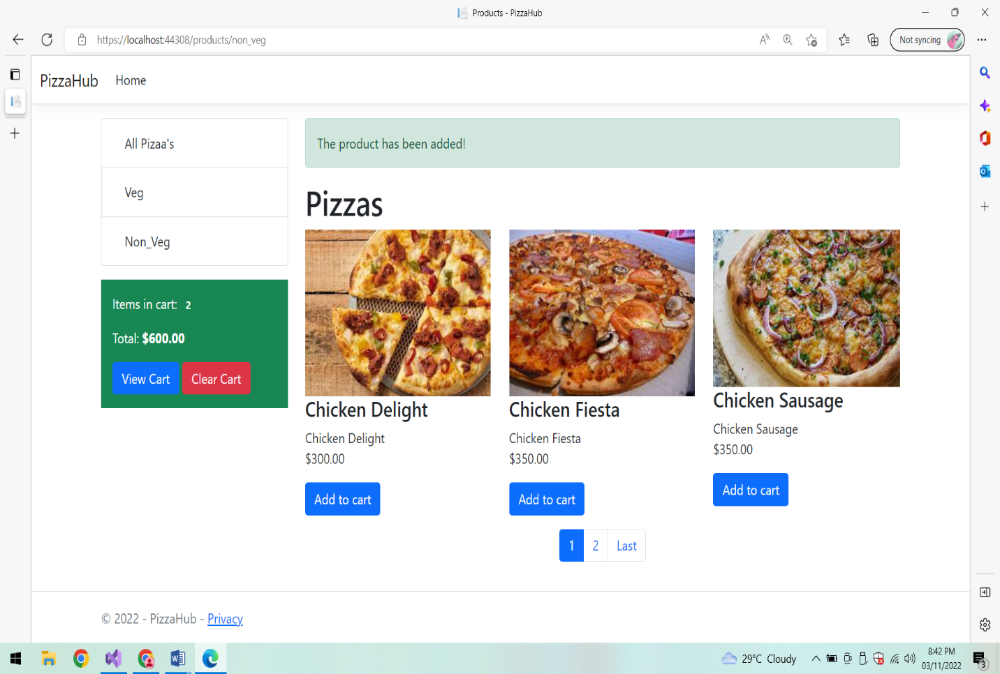 Products - PizzaHub
https://localhost:44308/products/non_veg
Not syncing
PizzaHub Home
All Pizaa's
Veg
Non_Veg
Items in cart: 2
Total: $600.00
View Cart Clear Cart
The product has been added!
Pizzas
Chicken Delight
Chicken Delight
$300.00
Add to cart
Chicken Fiesta
Chicken Fiesta
$350.00
Add to cart
Chicken Sausage
Chicken Sausage
$350.00
Add to cart
1 2 Last
© 2022 - PizzaHub - Privacy
29°C Cloudy
8:42 PM
03/11/2022
3